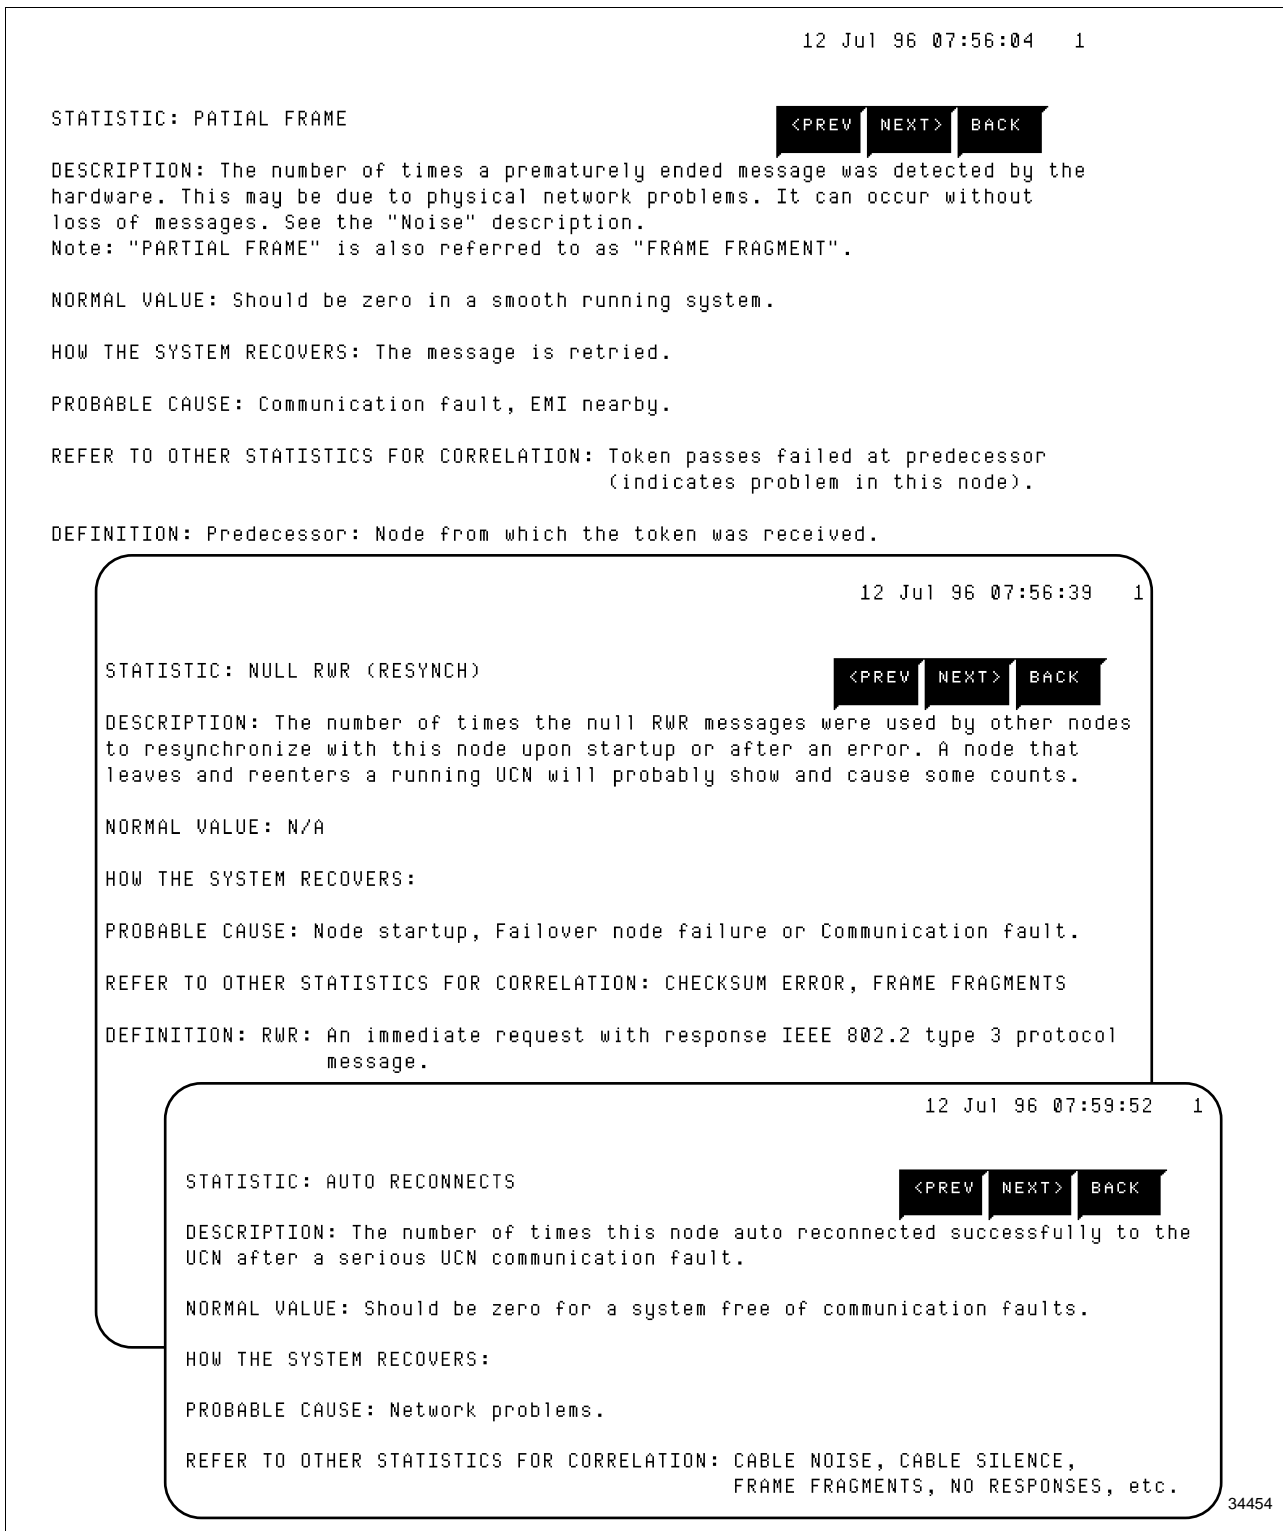 12 Jul 96 07:56:04 1
STATISTIC: PATIAL FRAME
<PREV NEXT> BACK
DESCRIPTION: The number of times a prematurely ended message was detected by the
hardware. This may be due to physical network problems. It can occur without
loss of messages. See the "Noise" description.
Note: "PARTIAL FRAME" is also referred to as "FRAME FRAGMENT".
NORMAL VALUE: Should be zero in a smooth running system.
HOW THE SYSTEM RECOVERS: The message is retried.
PROBABLE CAUSE: Communication fault, EMI nearby.
REFER TO OTHER STATISTICS FOR CORRELATION: Token passes failed at predecessor
(indicates problem in this node).
DEFINITION: Predecessor: Node from which the token was received.
12 Jul 96 07:56:39 1
STATISTIC: NULL RWR (RESYNCH)
<PREV NEXT> BACK
DESCRIPTION: The number of times the null RWR messages were used by other nodes
to resynchronize with this node upon startup or after an error. A node that
leaves and reenters a running UCN will probably show and cause some counts.
NORMAL VALUE: N/A
HOW THE SYSTEM RECOVERS:
PROBABLE CAUSE: Node startup, Failover node failure or Communication fault.
REFER TO OTHER STATISTICS FOR CORRELATION: CHECKSUM ERROR, FRAME FRAGMENTS
DEFINITION: RWR: An immediate request with response IEEE 802.2 type 3 protocol
message.
12 Jul 96 07:59:52 1
STATISTIC: AUTO RECONNECTS
<PREV NEXT> BACK
DESCRIPTION: The number of times this node auto reconnected successfully to the
UCN after a serious UCN communication fault.
NORMAL VALUE: Should be zero for a system free of communication faults.
HOW THE SYSTEM RECOVERS:
PROBABLE CAUSE: Network problems.
REFER TO OTHER STATISTICS FOR CORRELATION: CABLE NOISE, CABLE SILENCE,
FRAME FRAGMENTS, NO RESPONSES, etc.
34454